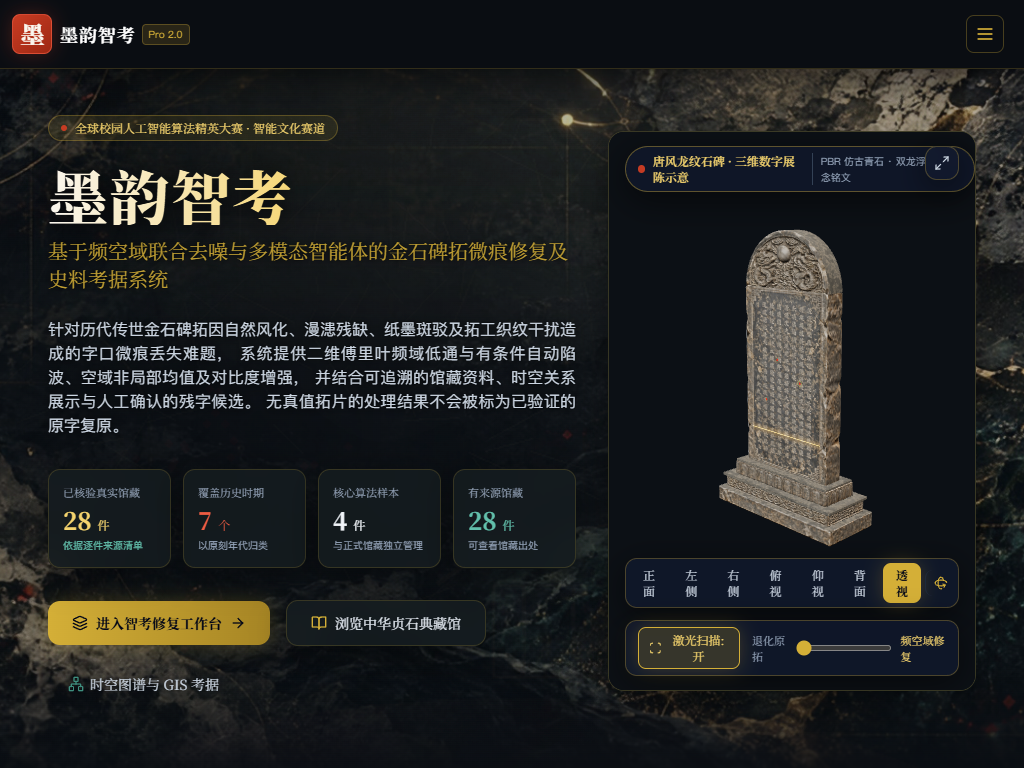 墨 墨韵智考 Pro 2.0
全球校园人工智能算法精英大赛 · 智能文化赛道
墨韵智考
基于频空域联合去噪与多模态智能体的金石碑拓微痕修复及
史料考据系统
针对历代传世金石碑拓因自然风化、漫漶残缺、纸墨斑驳及拓工织纹干扰造
成的字口微痕丢失难题， 系统提供二维傅里叶频域低通与有条件自动陷
波、空域非局部均值及对比度增强， 并结合可追溯的馆藏资料、时空关系
展示与人工确认的残字候选。 无真值拓片的处理结果不会被标为已验证的
原字复原。
已核验真实馆藏
28 件
依据逐件来源清单
覆盖历史时期
7 个
以原刻年代归类
核心算法样本
4 件
与正式馆藏独立管理
有来源馆藏
28 件
可查看馆藏出处
进入智考修复工作台
浏览中华贞石典藏馆
时空图谱与 GIS 考据
唐风龙纹石碑 · 三维数字展
陈示意
PBR 仿古青石 · 双龙浮
念铭文
正面
左侧
右侧
俯视
仰视
背面
透视
激光扫描:
开
退化原
拓
频空域修
复